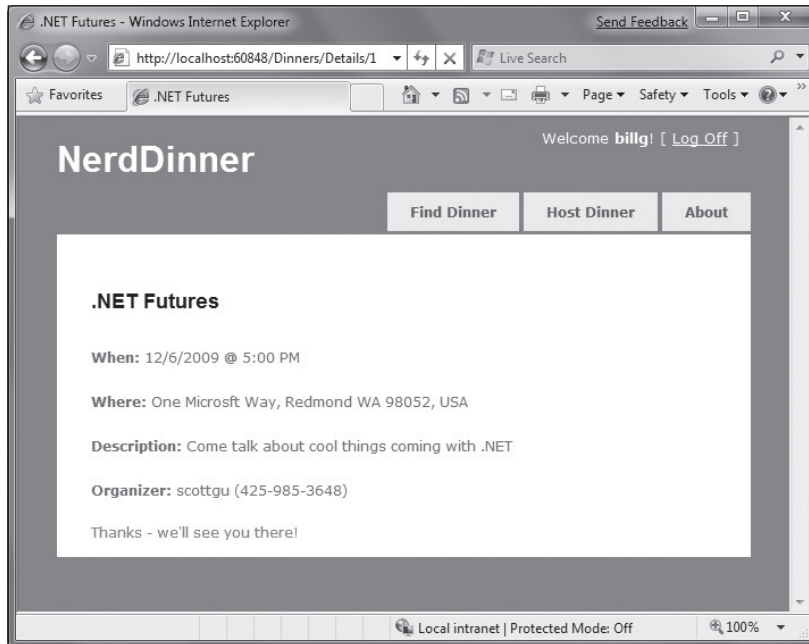 .NET Futures - Windows Internet Explorer
Send Feedback
http://localhost:60848/Dinners/Details/1
Live Search
Favorites
.NET Futures
Page
Safety
Tools
NerdDinner
Welcome billg! [ Log Off ]
Find Dinner
Host Dinner
About
.NET Futures
When: 12/6/2009 @ 5:00 PM
Where: One Microsft Way, Redmond WA 98052, USA
Description: Come talk about cool things coming with .NET
Organizer: scottgu (425-985-3648)
Thanks - we'll see you there!
Local intranet | Protected Mode: Off
100%